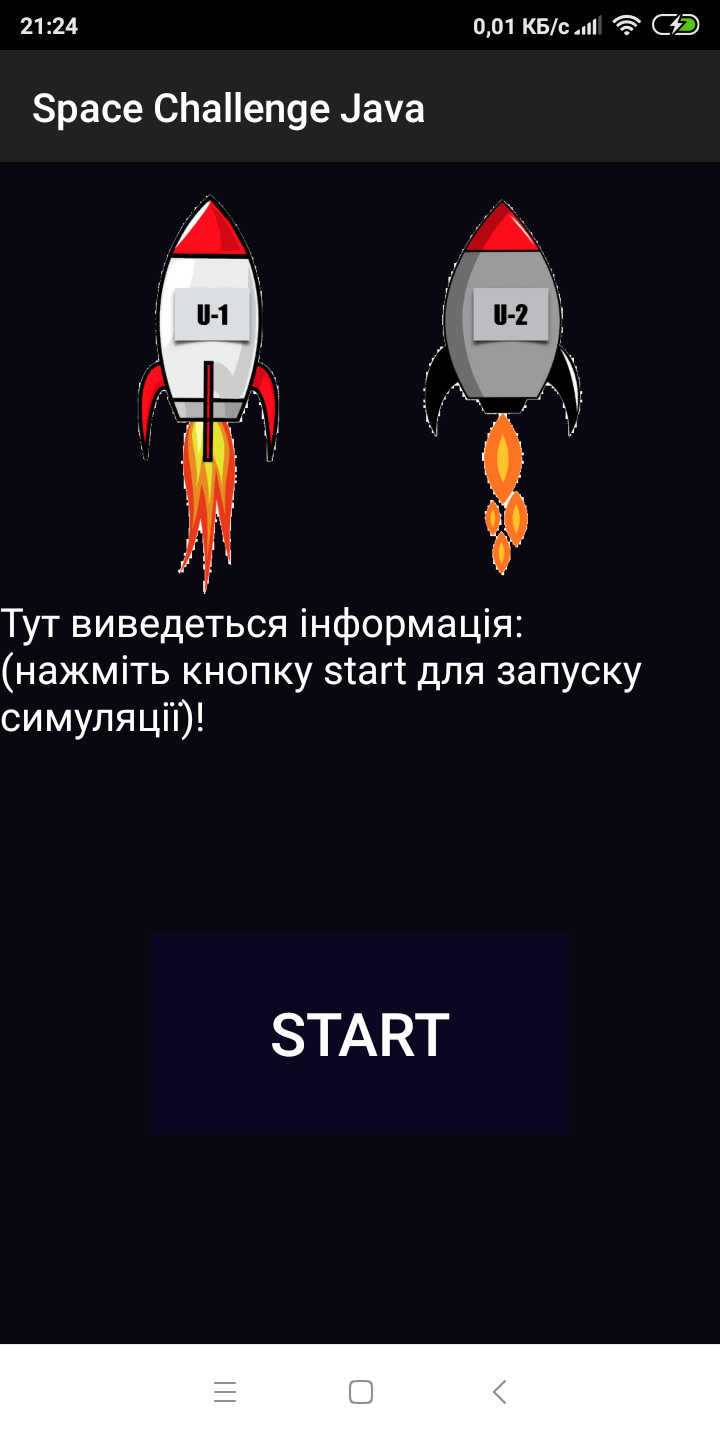 21:24 0,01 КБ/с
Space Challenge Java
U-1 U-2
Тут виведеться інформація:
(нажміть кнопку start для запуску
симуляції)!
START